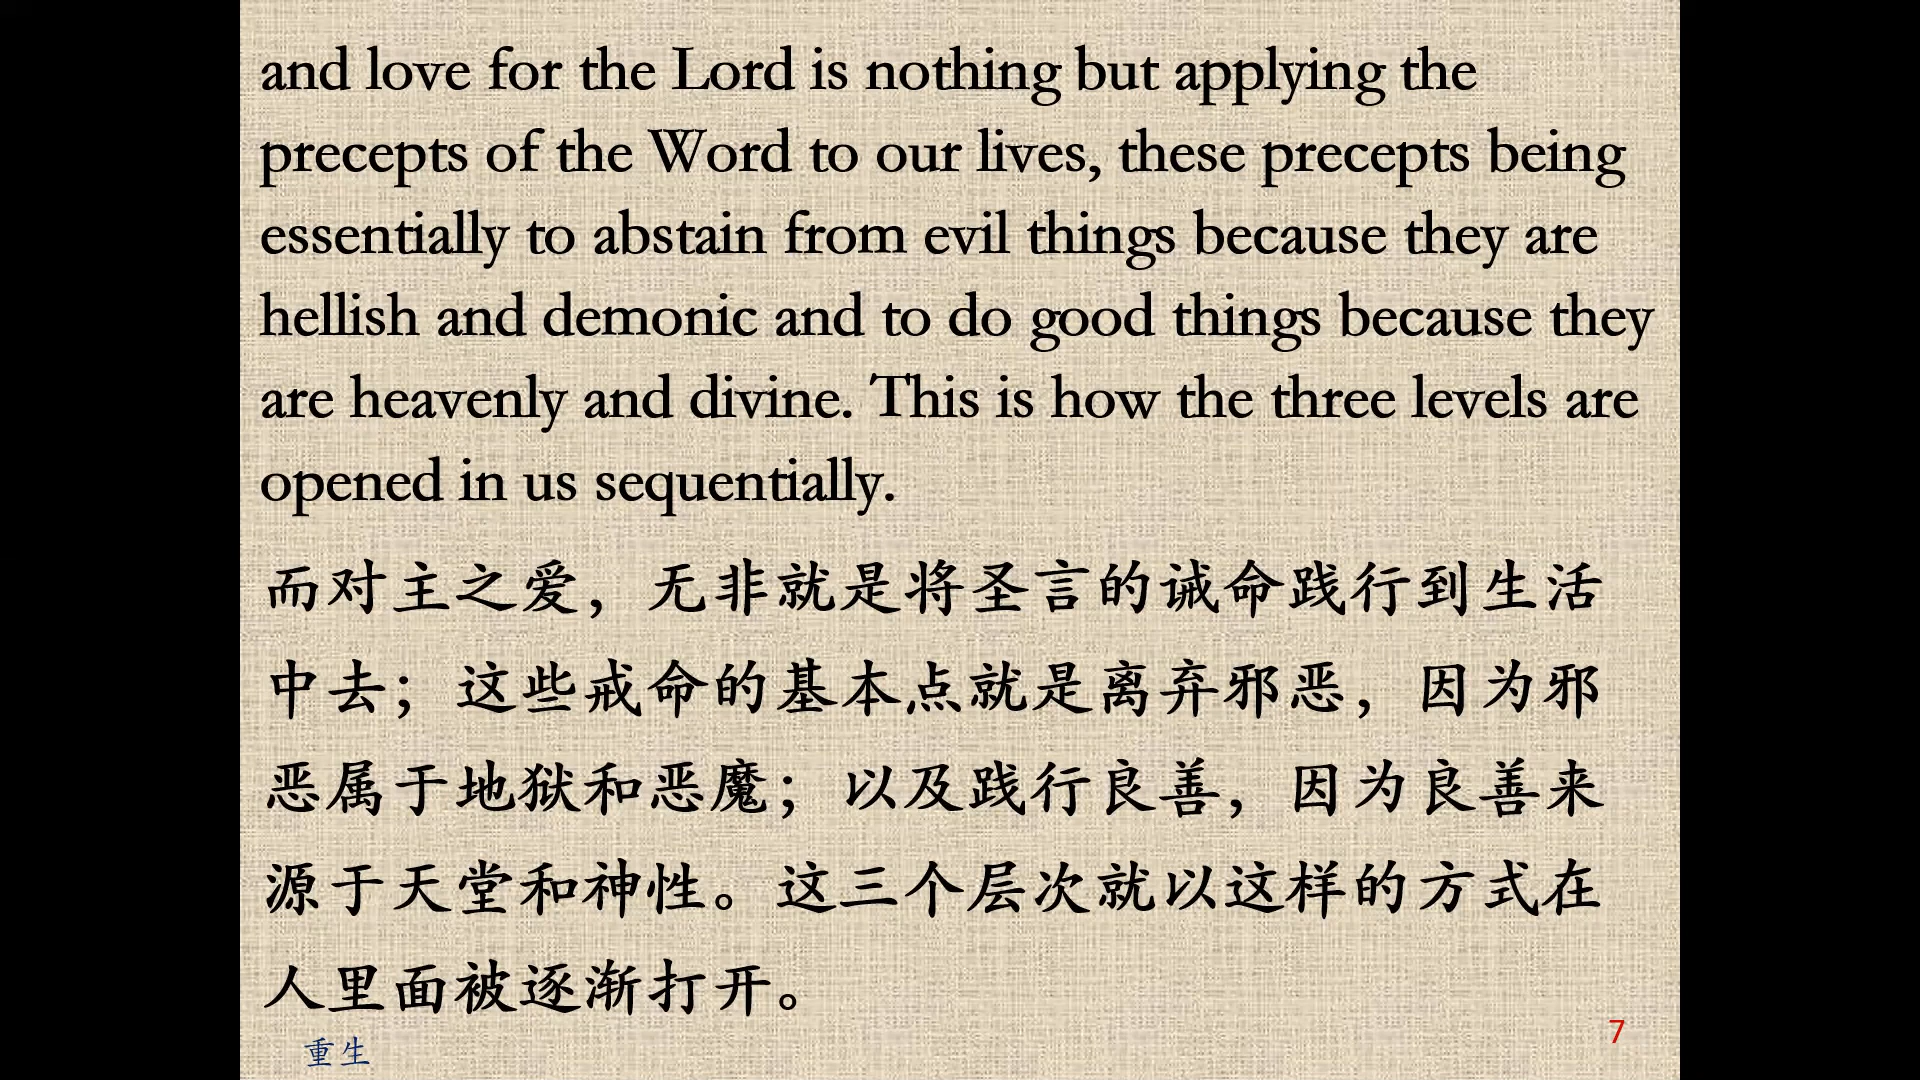 and love for the Lord is nothing but applying the
precepts of the Word to our lives, these precepts being
essentially to abstain from evil things because they are
hellish and demonic and to do good things because they
are heavenly and divine. This is how the three levels are
opened in us sequentially.
而对主之爱，无非就是将圣言的诫命践行到生活
中去；这些戒命的基本点就是离弃邪恶，因为邪
恶属于地狱和恶魔；以及践行良善，因为良善来
源于天堂和神性。这三个层次就以这样的方式在
人里面被逐渐打开。
重生
7